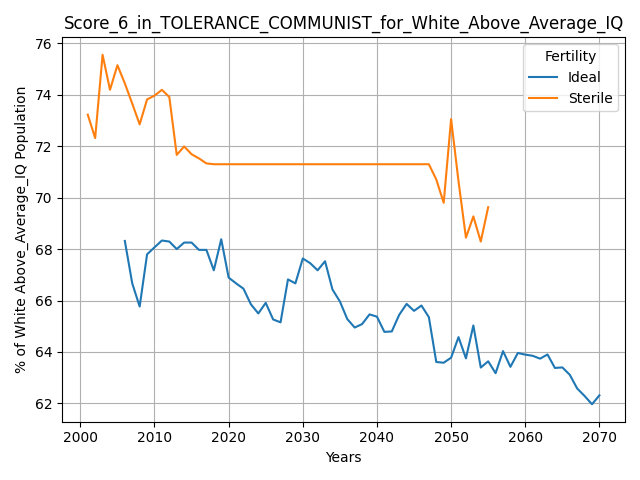 Score_6_in_TOLERANCE_COMMUNIST_for_White_Above_Average_IQ
% of White Above_Average_IQ Population
76
74
72
70
68
66
64
62
Fertility
Ideal
Sterile
2000 2010 2020 2030 2040 2050 2060 2070
Years